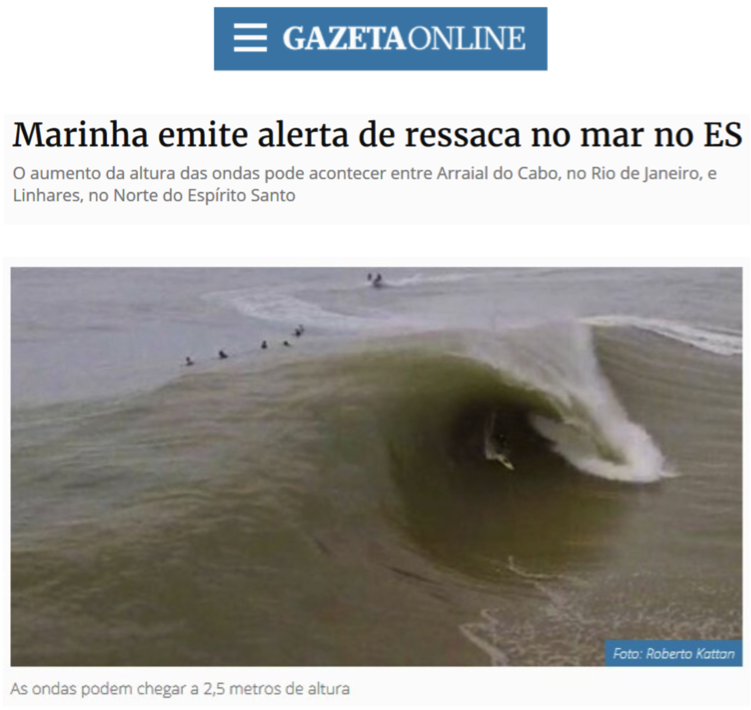 GAZETAONLINE
Marinha emite alerta de ressaca no mar no ES
O aumento da altura das ondas pode acontecer entre Arraial do Cabo, no Rio de Janeiro, e
Linhares, no Norte do Espírito Santo
Foto: Roberto Kattan
As ondas podem chegar a 2,5 metros de altura